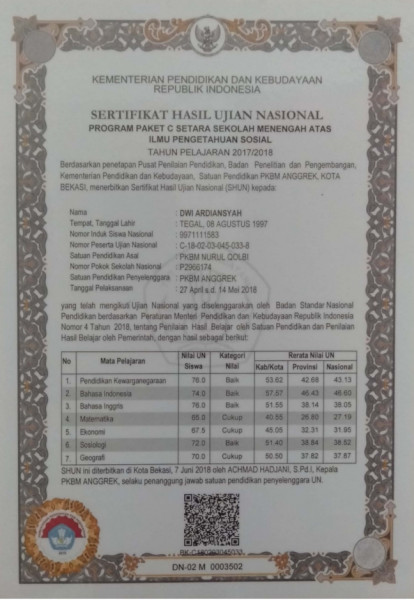 KEMENTERIAN PENDIDIKAN DAN KEBUDAYAAN
REPUBLIK INDONESIA
SERTIFIKAT HASIL UJIAN NASIONAL
PROGRAM PAKET C SETARA SEKOLAH MENENGAH ATAS
ILMU PENGETAHUAN SOSIAL
TAHUN PELAJARAN 2017/2018
Berdasarkan penetapan Pusat Penilaian Pendidikan, Badan Penelitian dan Pengembangan,
Kementerian Pendidikan dan Kebudayaan, Satuan Pendidikan PKBM ANGGREK, KOTA
BEKASI, menerbitkan Sertifikat Hasil Ujian Nasional (SHUN) kepada:
Nama : DWI ARDIANSYAH
Tempat, Tanggal Lahir : TEGAL, 08 AGUSTUS 1997
Nomor Induk Siswa Nasional : 9971111583
Nomor Peserta Ujian Nasional : C-18-02-03-045-033-8
Satuan Pendidikan Asal : PKBM NURUL QOLBI
Nomor Pokok Sekolah Nasional : P2966174
Satuan Pendidikan Penyelenggara : PKBM ANGGREK
Tanggal Pelaksanaan : 27 April s.d. 14 Mei 2018
yang telah mengikuti Ujian Nasional yang diselenggarakan oleh Badan Standar Nasional
Pendidikan berdasarkan Peraturan Menteri Pendidikan dan Kebudayaan Republik Indonesia
Nomor 4 Tahun 2018, tentang Penilaian Hasil Belajar oleh Satuan Pendidikan dan Penilaian
Hasil Belajar oleh Pemerintah, dengan hasil sebagai berikut:
No Mata Pelajaran Nilai UN Siswa Kategori Nilai Rerata Nilai UN
Kab/Kota Provinsi Nasional
1. Pendidikan Kewarganegaraan 76.0 Baik 53.62 42.68 43.13
2. Bahasa Indonesia 74.0 Baik 57.57 46.43 46.60
3. Bahasa Inggris 76.0 Baik 51.55 38.14 38.05
4. Matematika 65.0 Cukup 40.55 26.80 27.19
5. Ekonomi 67.5 Cukup 45.05 32.31 31.95
6. Sosiologi 72.0 Baik 51.40 38.84 38.52
7. Geografi 70.0 Cukup 50.50 37.82 37.87
SHUN ini diterbitkan di Kota Bekasi, 7 Juni 2018 oleh ACHMAD HADJANI, S.Pd.I, Kepala
PKBM ANGGREK, selaku penanggung jawab satuan pendidikan penyelenggara UN.
DN-02 M 0003502